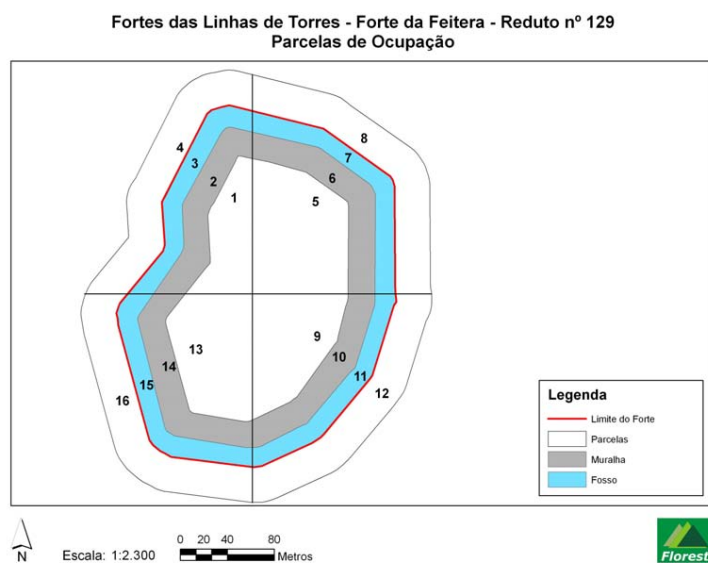 Fortes das Linhas de Torres - Forte da Feitera - Reduto nº 129
Parcelas de Ocupação
4
3
2
1
8
7
6
5
13
14
15
16
9
10
11
12
Legenda
Limite do Forte
Parcelas
Muralha
Fosso
N
Escala: 1:2.300
0 20 40 80
Metros